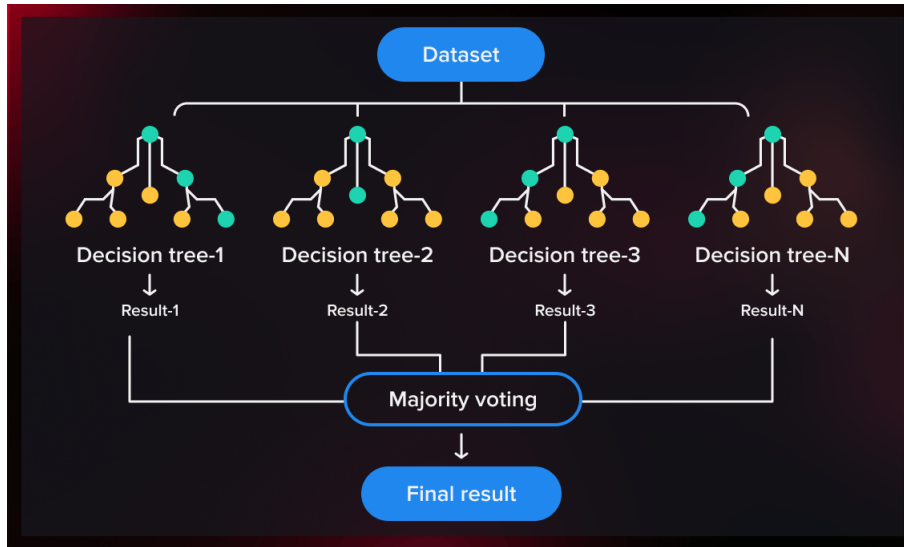 Dataset
Decision tree-1
Decision tree-2
Decision tree-3
Decision tree-N
Result-1
Result-2
Result-3
Result-N
Majority voting
Final result